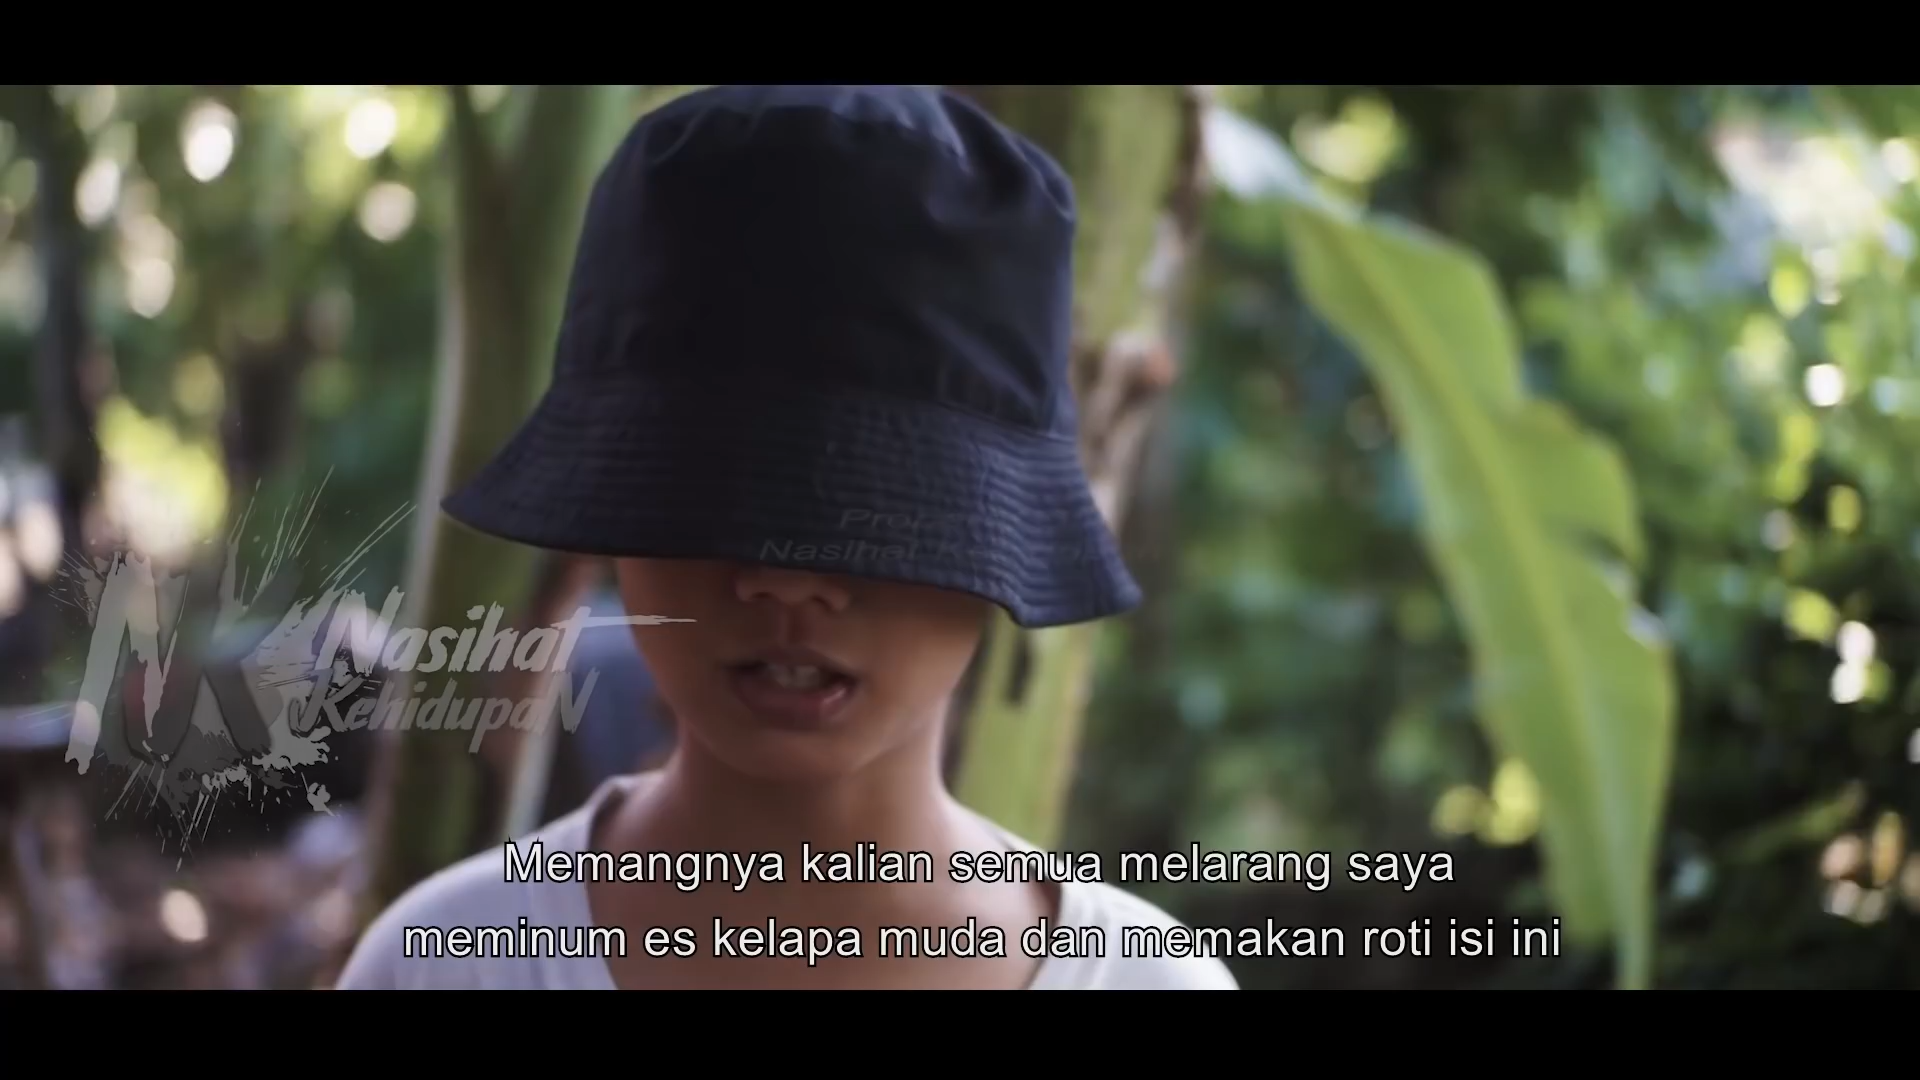 Nasihat
KehidupaN
Memangnya kalian semua melarang saya
meminum es kelapa muda dan memakan roti isi ini